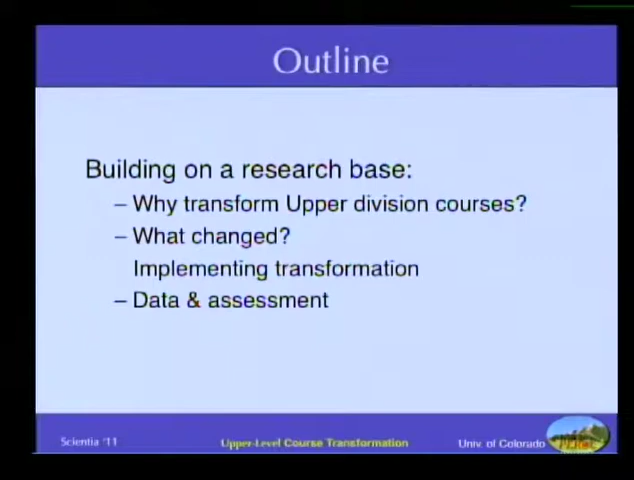 Outline
Building on a research base:
– Why transform Upper division courses?
– What changed?
Implementing transformation
– Data & assessment
Scientia '11
Upper-Level Course Transformation
Univ. of Colorado